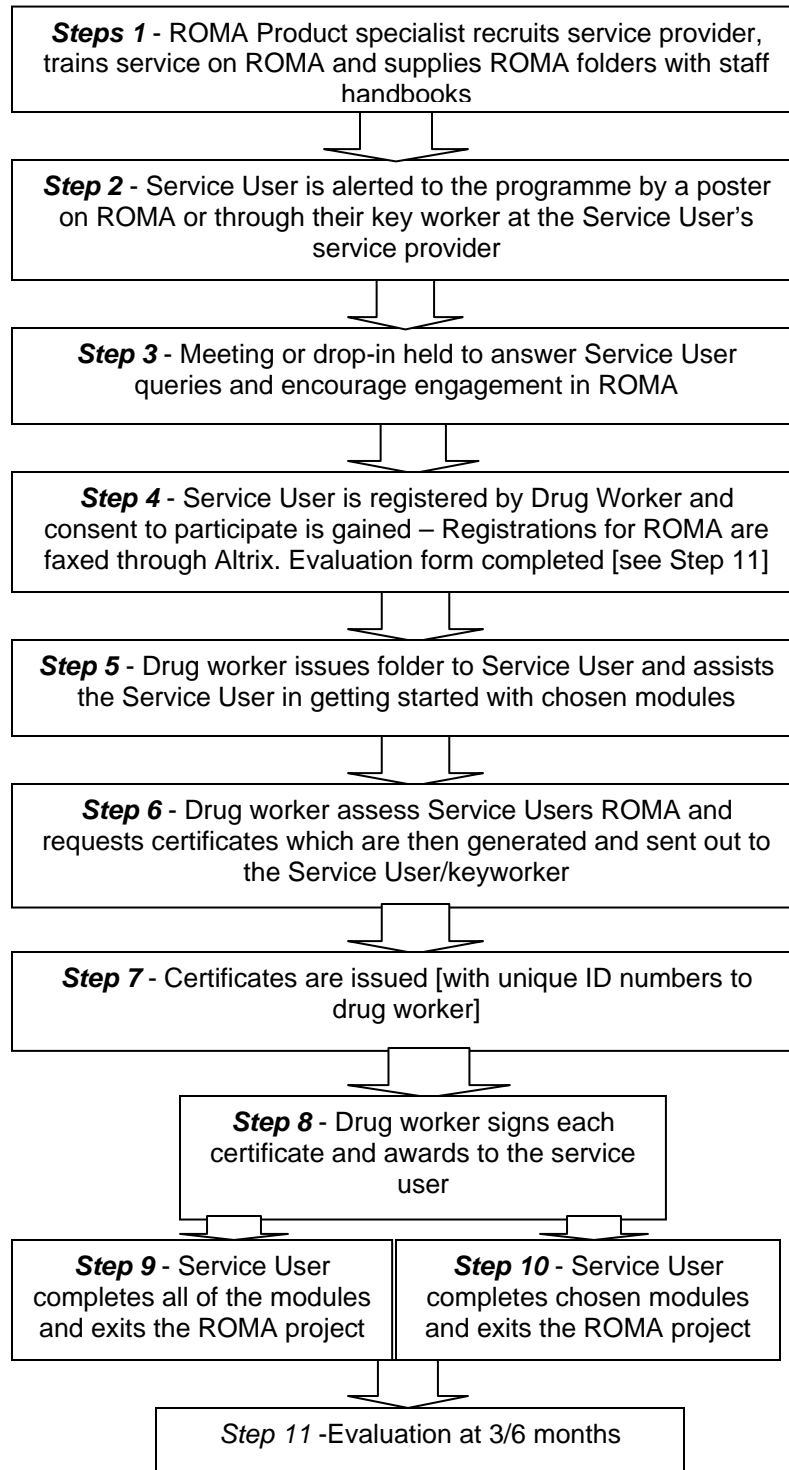 Steps 1 - ROMA Product specialist recruits service provider,
trains service on ROMA and supplies ROMA folders with staff
handbooks
Step 2 - Service User is alerted to the programme by a poster
on ROMA or through their key worker at the Service User's
service provider
Step 3 - Meeting or drop-in held to answer Service User
queries and encourage engagement in ROMA
Step 4 - Service User is registered by Drug Worker and
consent to participate is gained – Registrations for ROMA are
faxed through Altrix. Evaluation form completed [see Step 11]
Step 5 - Drug worker issues folder to Service User and assists
the Service User in getting started with chosen modules
Step 6 - Drug worker assess Service Users ROMA and
requests certificates which are then generated and sent out to
the Service User/keyworker
Step 7 - Certificates are issued [with unique ID numbers to
drug worker]
Step 8 - Drug worker signs each
certificate and awards to the service
user
Step 9 - Service User
completes all of the modules
and exits the ROMA project
Step 10 - Service User
completes chosen modules
and exits the ROMA project
Step 11 -Evaluation at 3/6 months